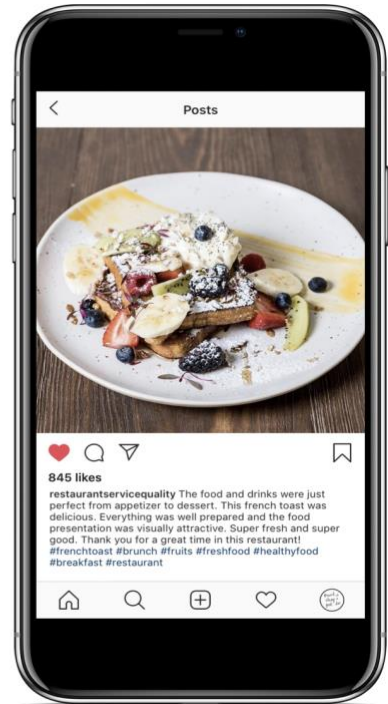 Posts
845 likes
restaurantservicequality The food and drinks were just
perfect from appetizer to dessert. This french toast was
delicious. Everything was well prepared and the food
presentation was visually attractive. Super fresh and super
good. Thank you for a great time in this restaurant!
#frenchtoast #brunch #fruits #freshfood #healthyfood
#breakfast #restaurant